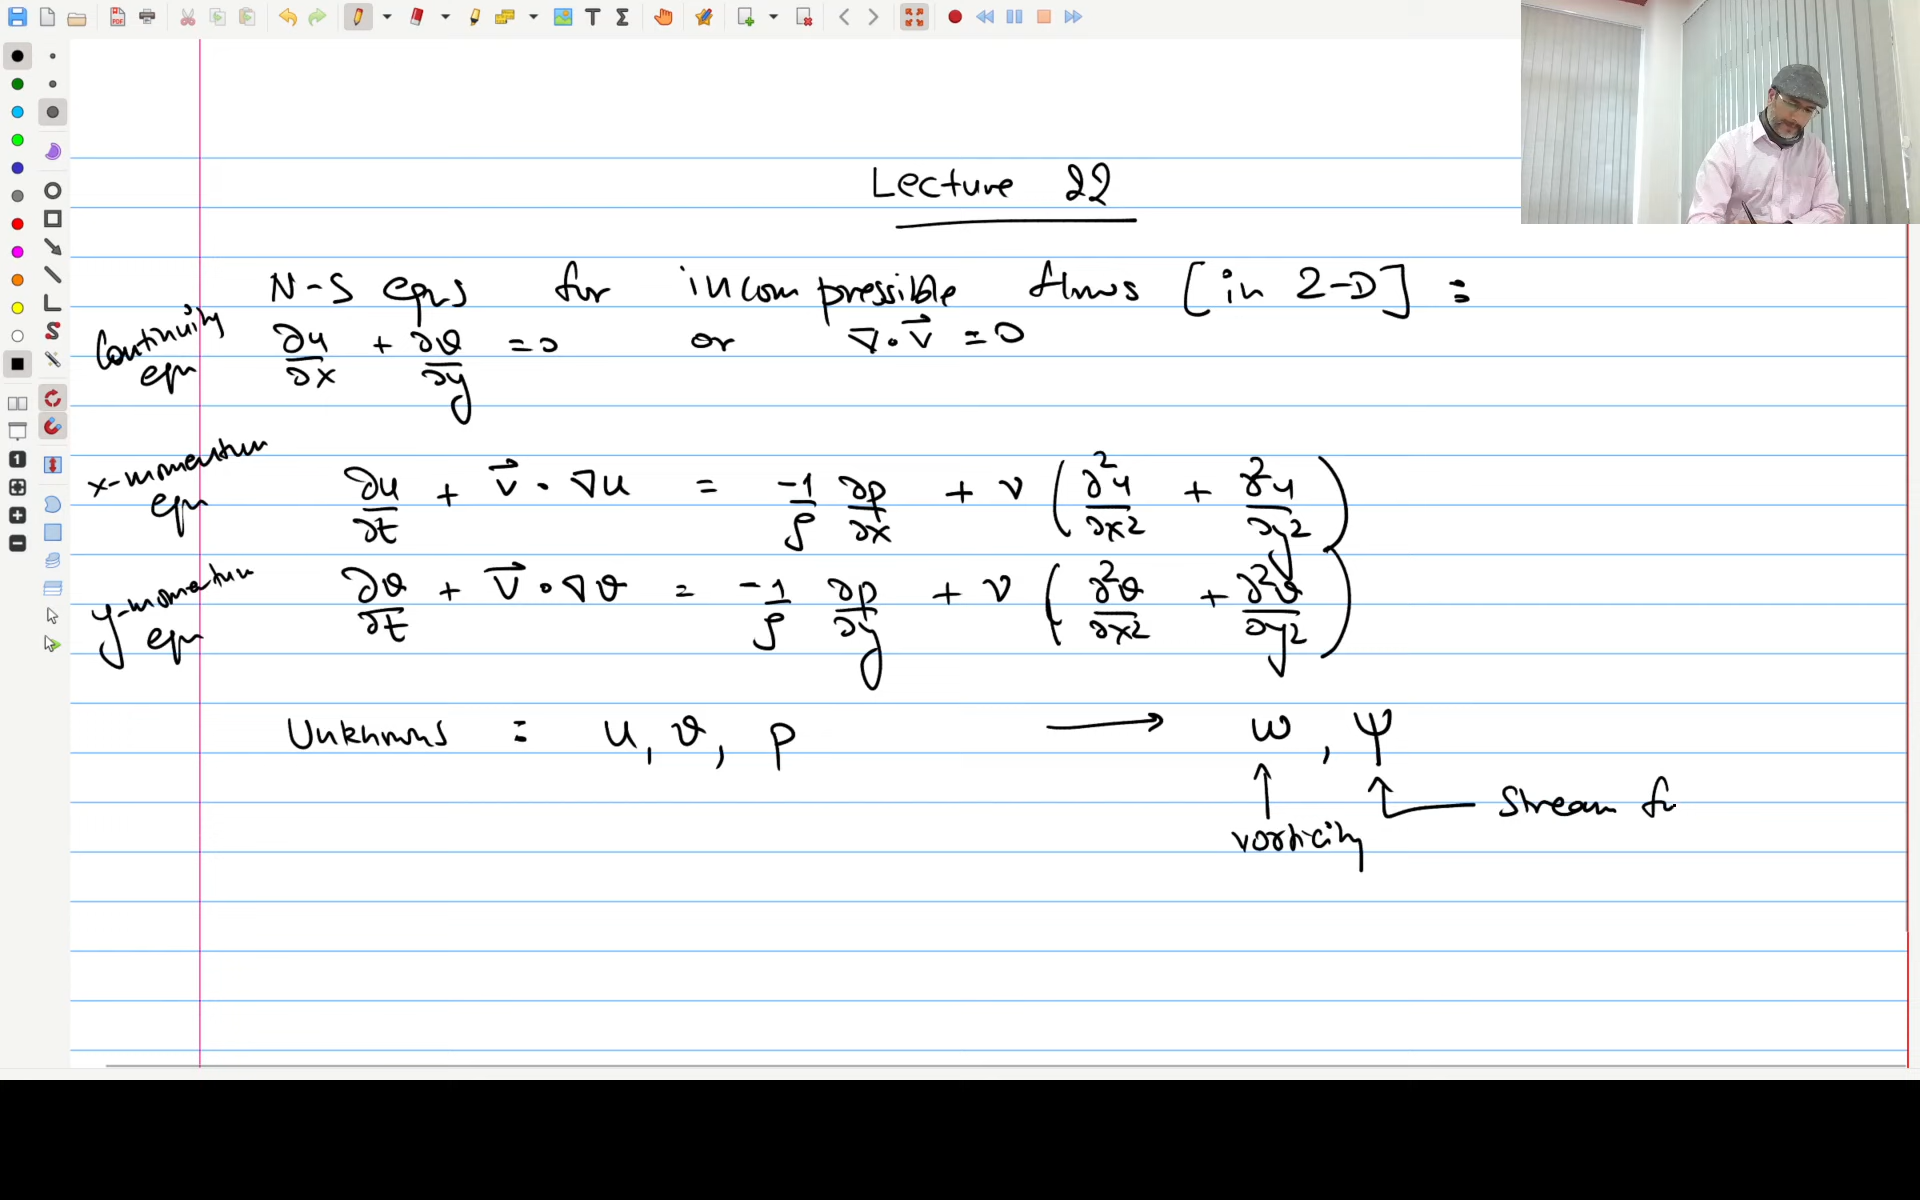 Lecture 22
N-S eqns for incompressible flows [in 2-D] :
Continuity eqn ∂u/∂x + ∂v/∂y = 0 or ∇·V⃗ = 0
x-momentum eqn ∂u/∂t + V⃗·∇u = -1/ρ ∂p/∂x + ν (∂²u/∂x² + ∂²u/∂y²)
y-momentum eqn ∂v/∂t + V⃗·∇v = -1/ρ ∂p/∂y + ν (∂²v/∂x² + ∂²v/∂y²)
Unknowns : u, v, p → ω, ψ
vorticity Stream fu